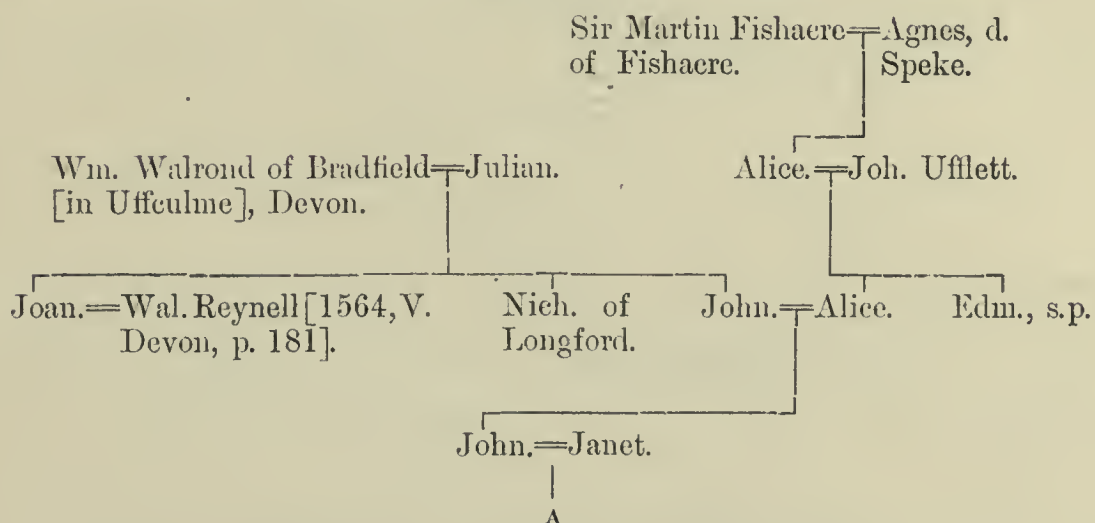 Sir Martin Fishacre=Agnes, d.
of Fishacre. Speke.
Wm. Walrond of Bradfield=Julian. Alice.=Joh. Ufflett.
[in Uffculme], Devon.
Joan.=Wal. Reynell [1564, V. Nich. of John.=Alice. Edm., s.p.
Devon, p. 181]. Longford.
John.=Janet.
A